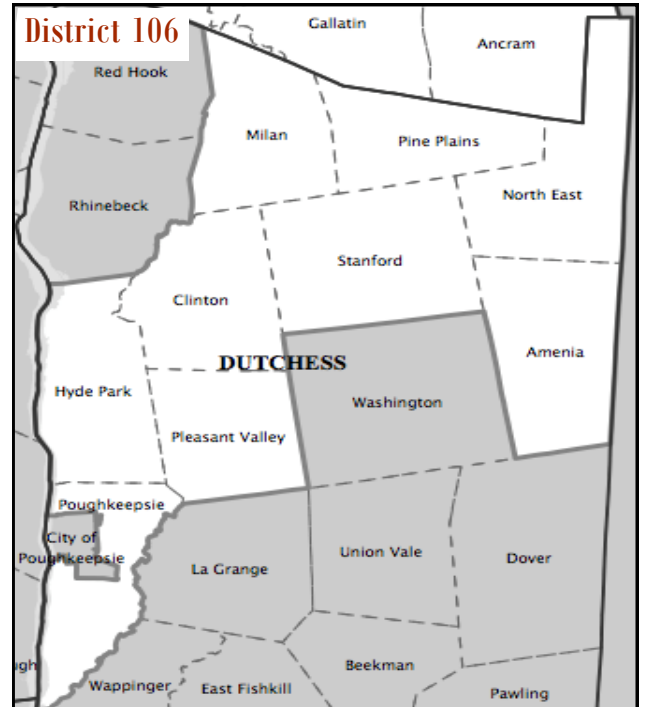 District 106
Gallatin
Ancram
Red Hook
Milan
Pine Plains
North East
Rhinebeck
Stanford
Clinton
Amenia
DUTCHESS
Hyde Park
Washington
Pleasant Valley
Poughkeepsie
City of
Poughkeepsie
Union Vale
Dover
La Grange
ugh
Beekman
Wappinger
East Fishkill
Pawling